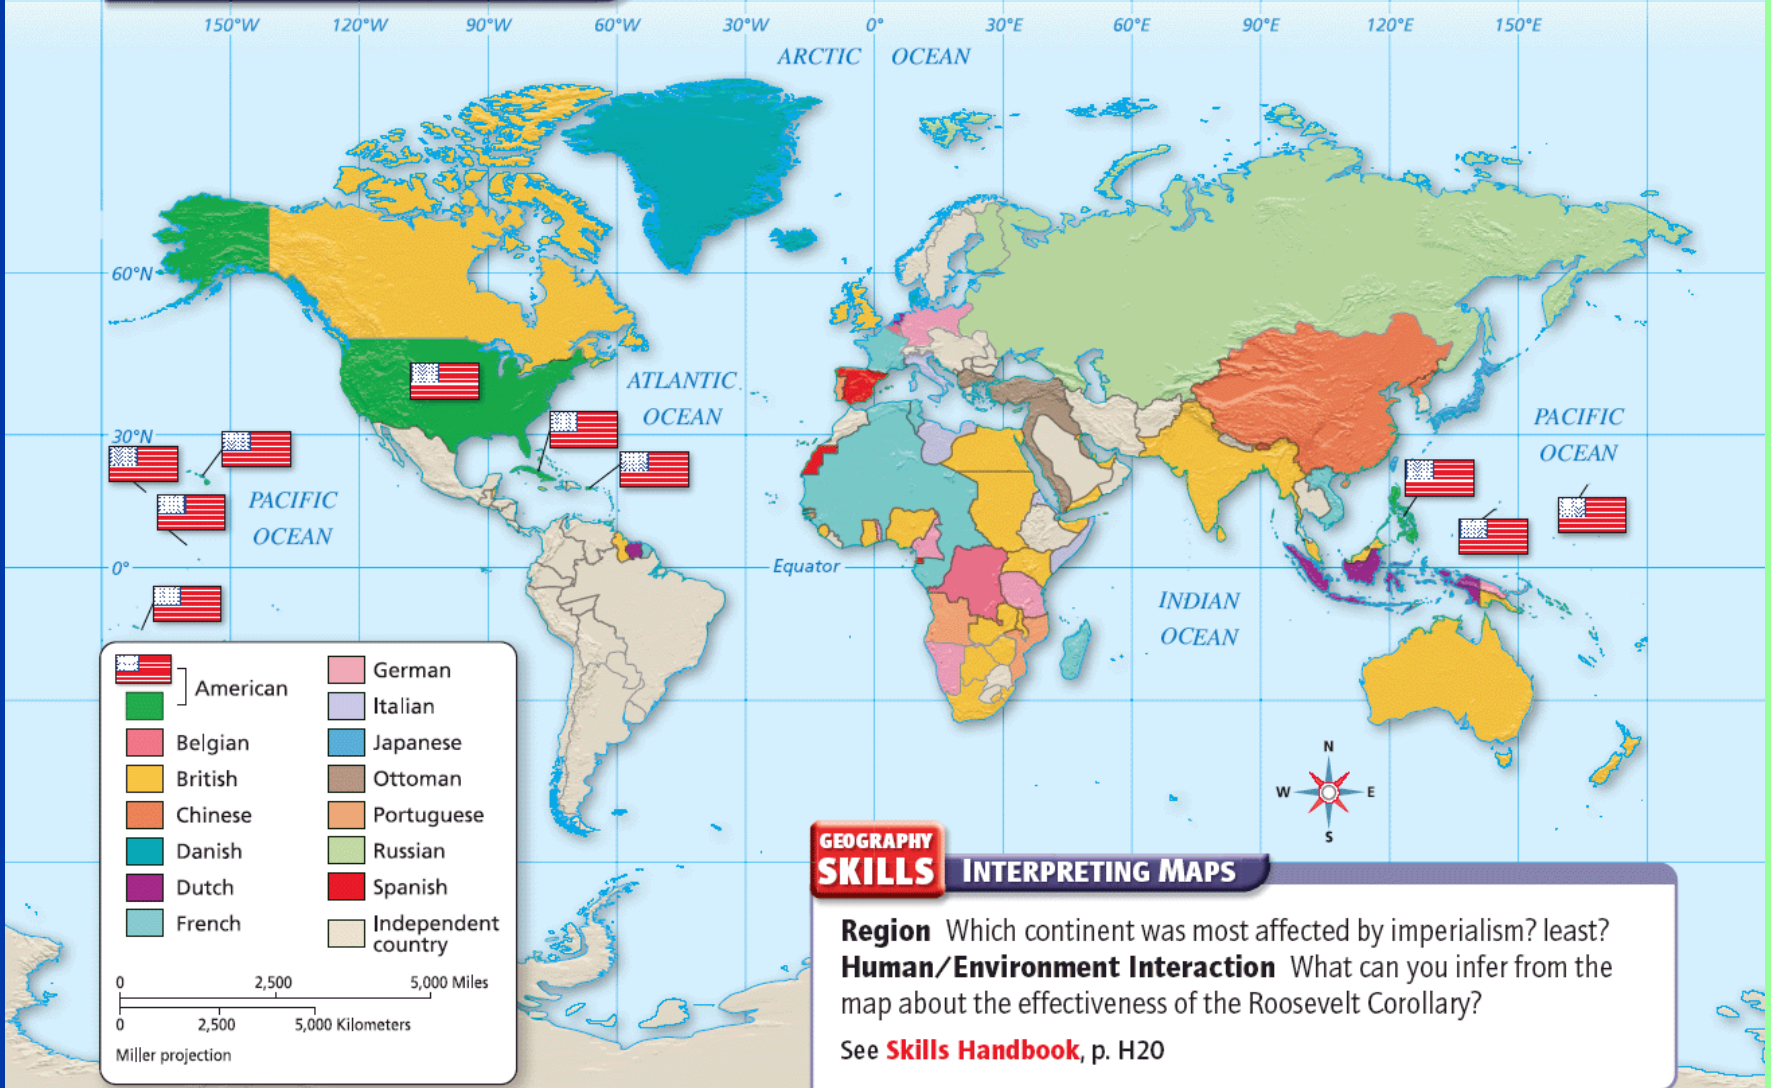 150°W 120°W 90°W 60°W 30°W 0° 30°E 60°E 90°E 120°E 150°E
ARCTIC OCEAN
60°N
ATLANTIC
OCEAN
30°N
PACIFIC
OCEAN
PACIFIC
OCEAN
0°
Equator
INDIAN
OCEAN
American
Belgian
British
Chinese
Danish
Dutch
French
German
Italian
Japanese
Ottoman
Portuguese
Russian
Spanish
Independent
country
0 2,500 5,000 Miles
0 2,500 5,000 Kilometers
Miller projection
N
W E
S
GEOGRAPHY
SKILLS INTERPRETING MAPS
Region Which continent was most affected by imperialism? least?
Human/Environment Interaction What can you infer from the
map about the effectiveness of the Roosevelt Corollary?
See Skills Handbook, p. H20